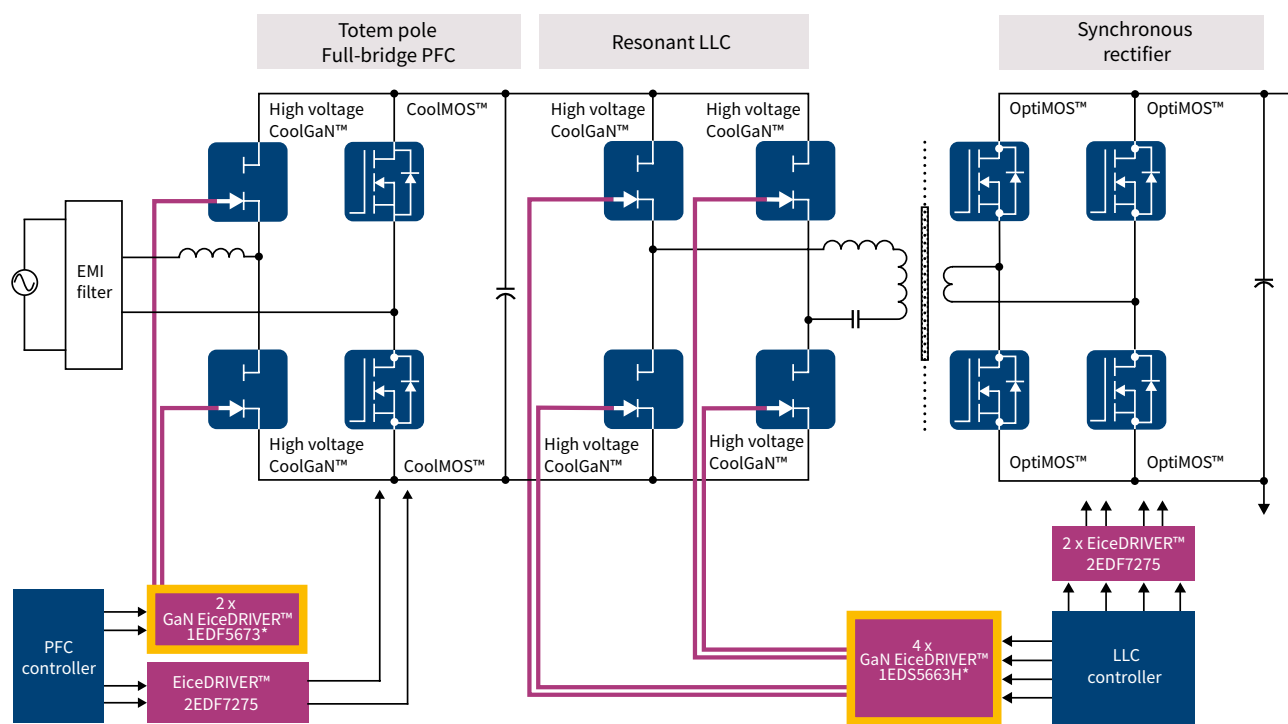 Totem pole
Full-bridge PFC
Resonant LLC
Synchronous
rectifier
High voltage
CoolGaN™
CoolMOS™
High voltage
CoolGaN™
High voltage
CoolGaN™
OptiMOS™
OptiMOS™
EMI
filter
High voltage
CoolGaN™
CoolMOS™
High voltage
CoolGaN™
High voltage
CoolGaN™
OptiMOS™
OptiMOS™
2 x EiceDRIVER™
2EDF7275
PFC
controller
2 x
GaN EiceDRIVER™
1EDF5673*
EiceDRIVER™
2EDF7275
4 x
GaN EiceDRIVER™
1EDS5663H*
LLC
controller